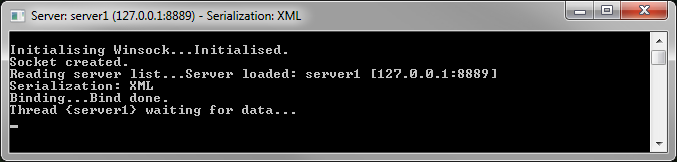 Server: server1 (127.0.0.1:8889) - Serialization: XML
Initialising Winsock...Initialised.
Socket created.
Reading server list...Server loaded: server1 [127.0.0.1:8889]
Serialization: XML
Binding...Bind done.
Thread {server1} waiting for data...